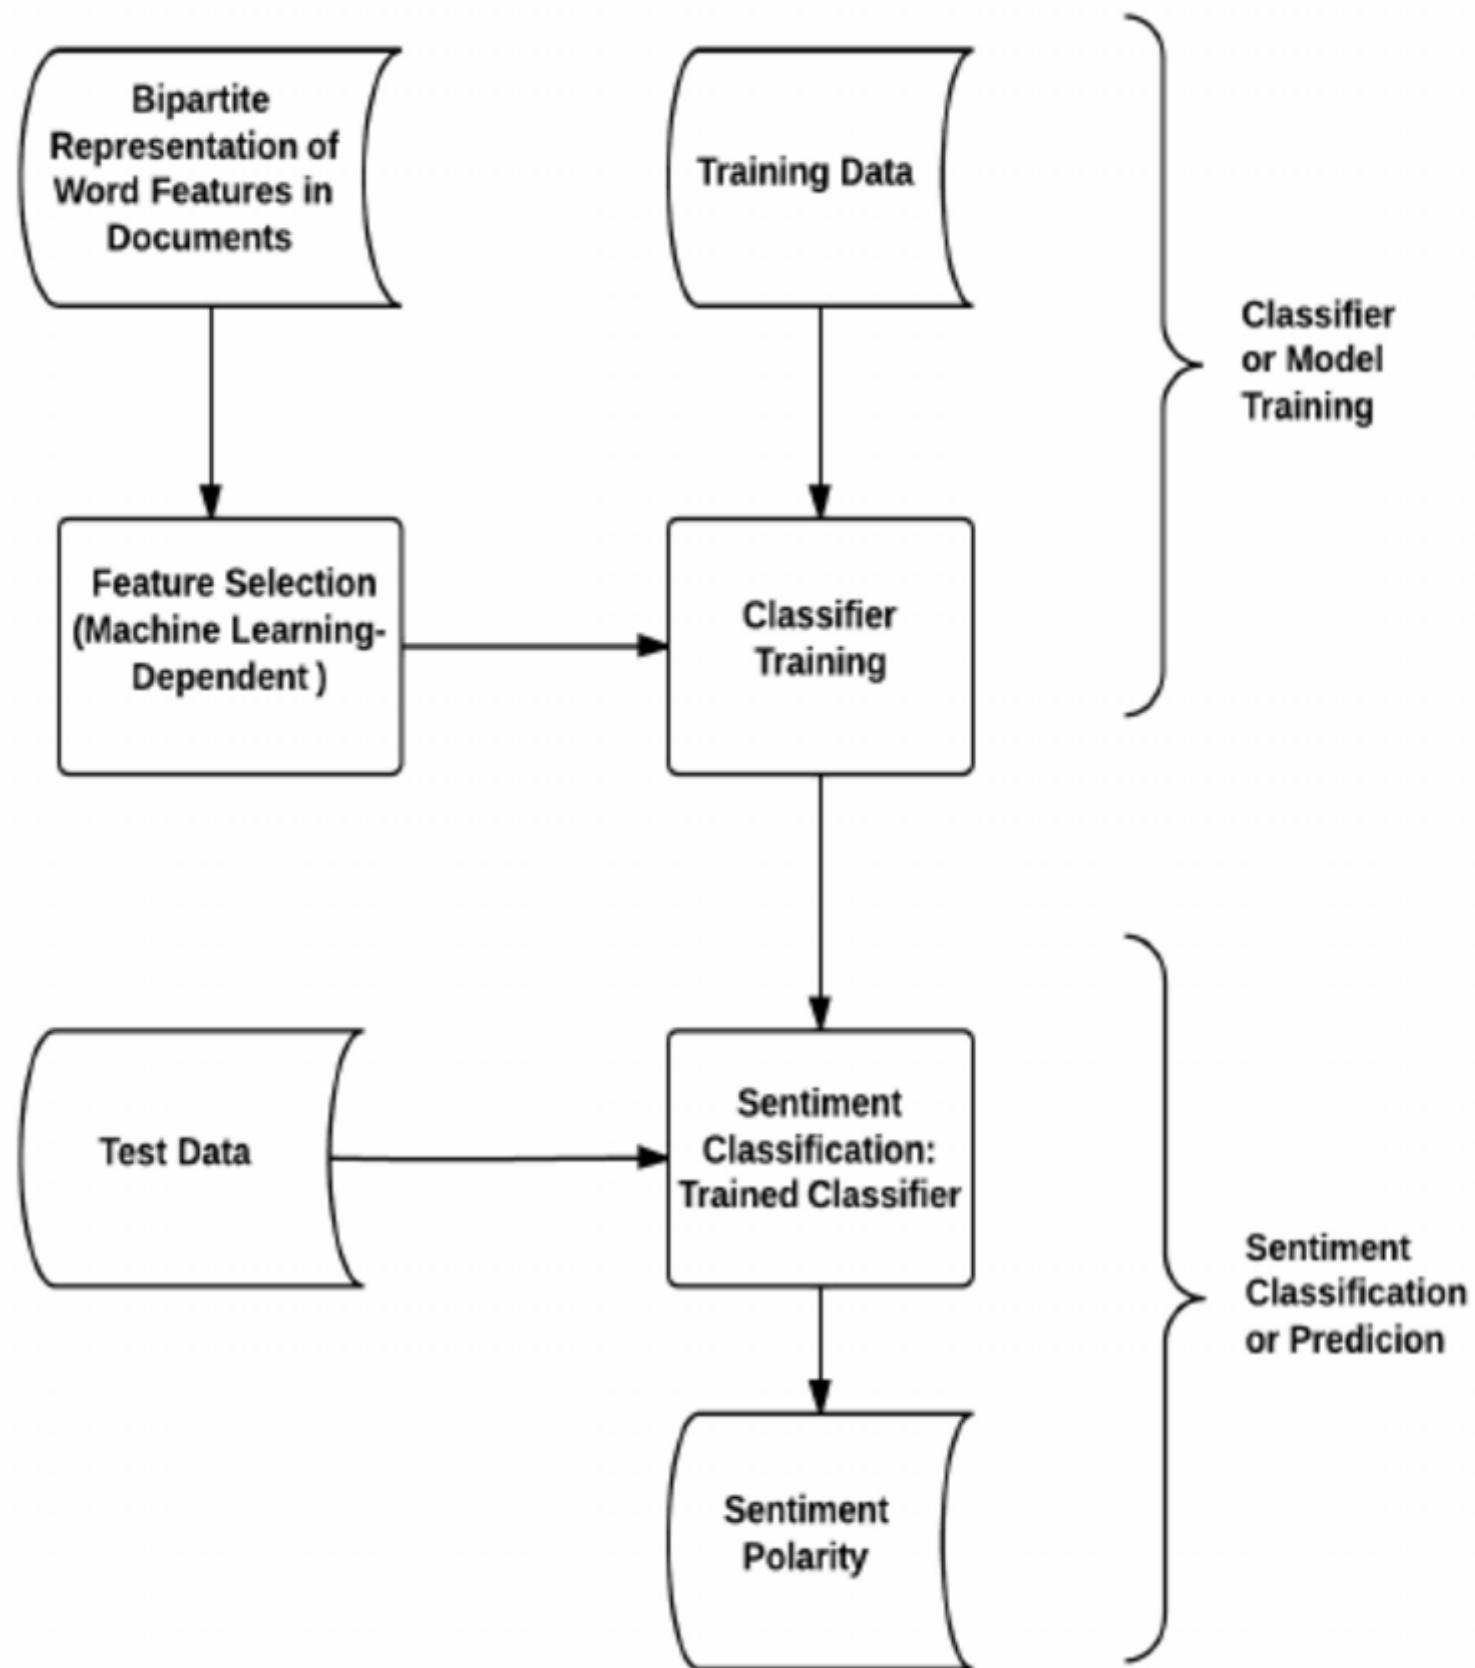 Bipartite
Representation of
Word Features in
Documents
Training Data
Classifier
or Model
Training
Feature Selection
(Machine Learning-
Dependent )
Classifier
Training
Test Data
Sentiment
Classification:
Trained Classifier
Sentiment
Classification
or Predicion
Sentiment
Polarity